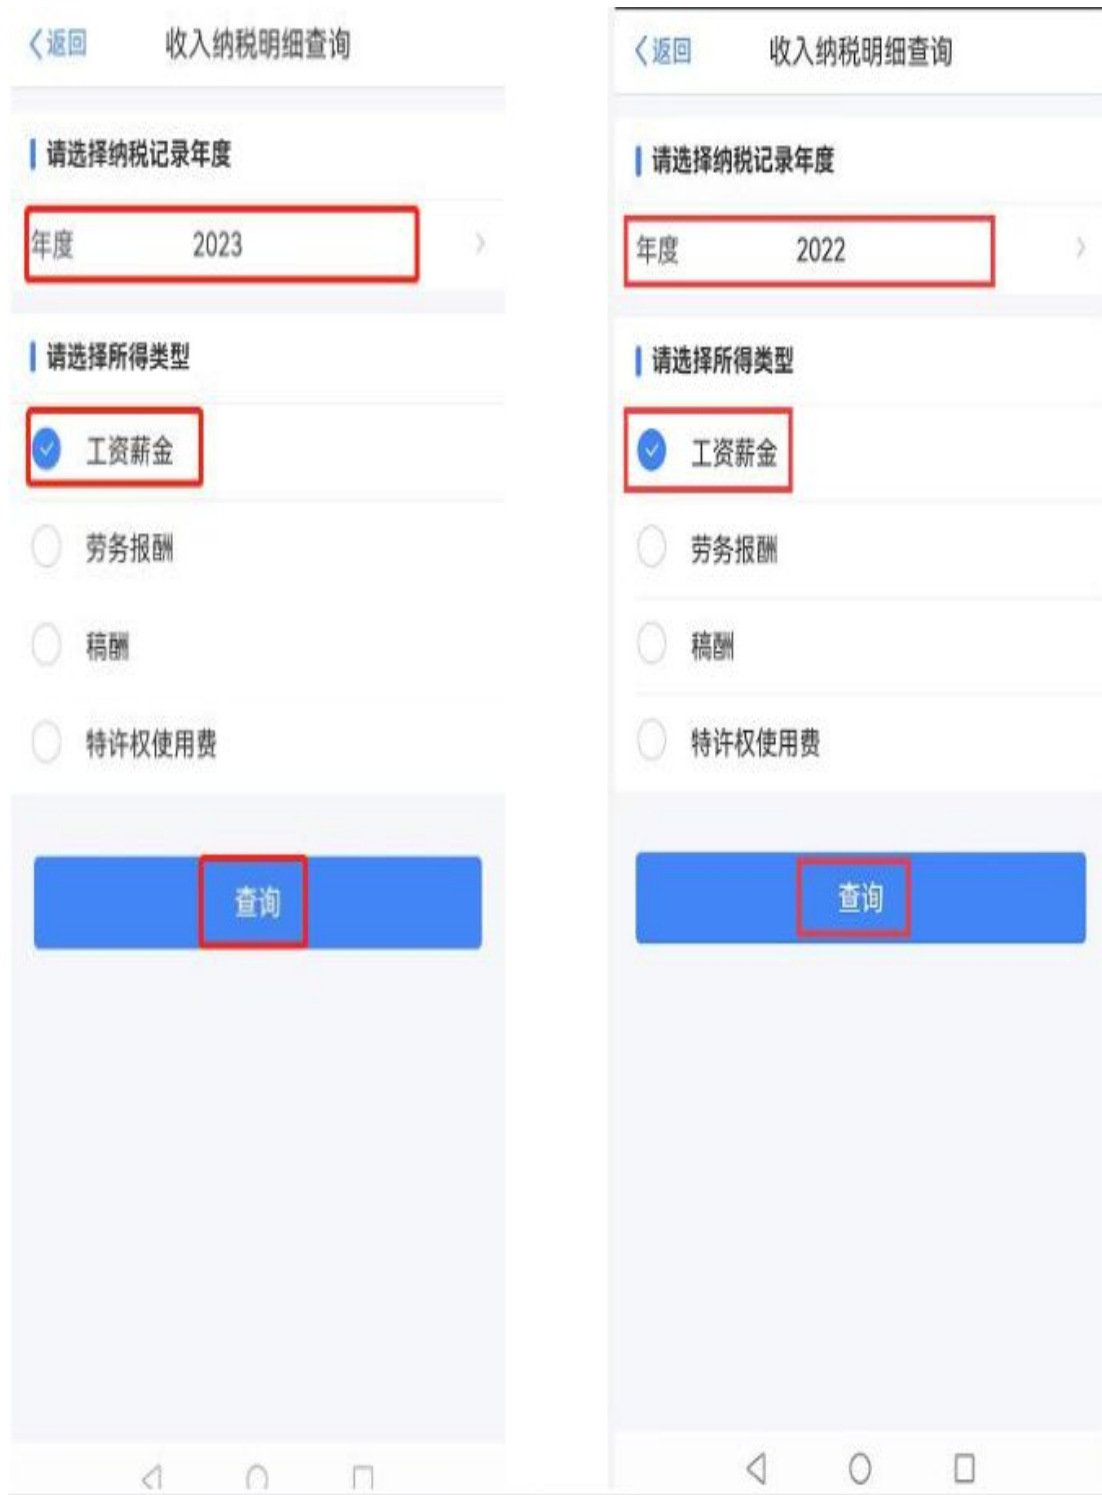 返回 收入纳税明细查询
请选择纳税记录年度
年度 2023
请选择所得类型
工资薪金
劳务报酬
稿酬
特许权使用费
查询
返回 收入纳税明细查询
请选择纳税记录年度
年度 2022
请选择所得类型
工资薪金
劳务报酬
稿酬
特许权使用费
查询